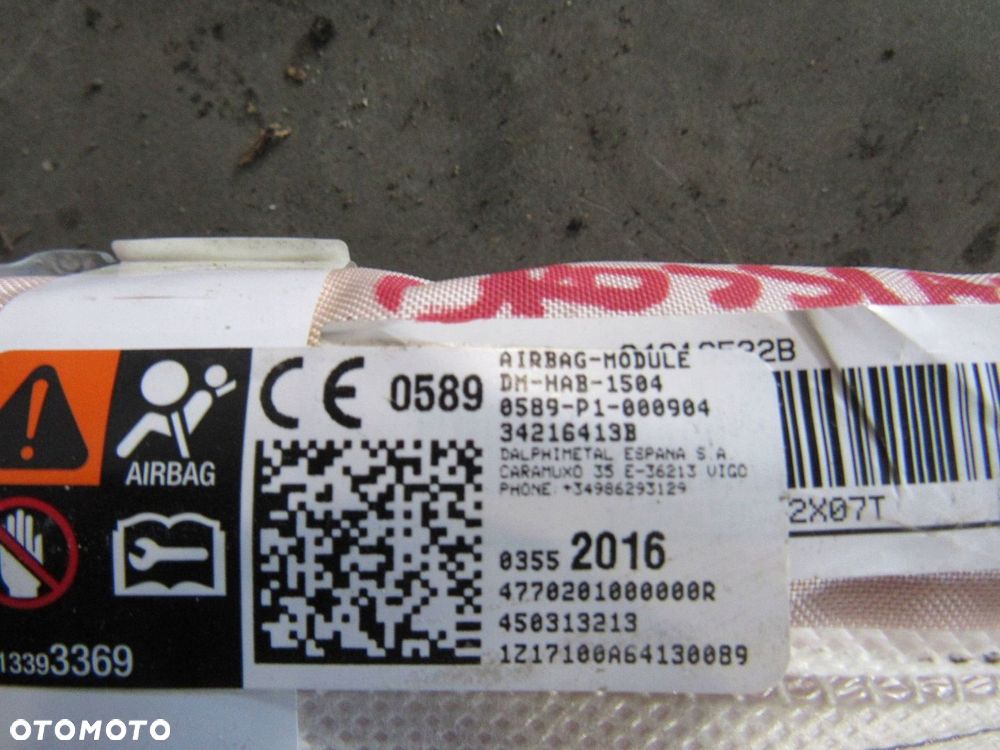 AIRBAG-MODULE
DM-HAB-1504
0589-P1-000904
34216413B
DALPHIMETAL ESPANA S.A.
CARAMUXO 35 E-36213 VIGO
PHONE: +34986293129
0355 2016
4770201000000R
450313213
1Z17100A64130089
CE 0589
AIRBAG
13393369
2X07T
OTOMOTO